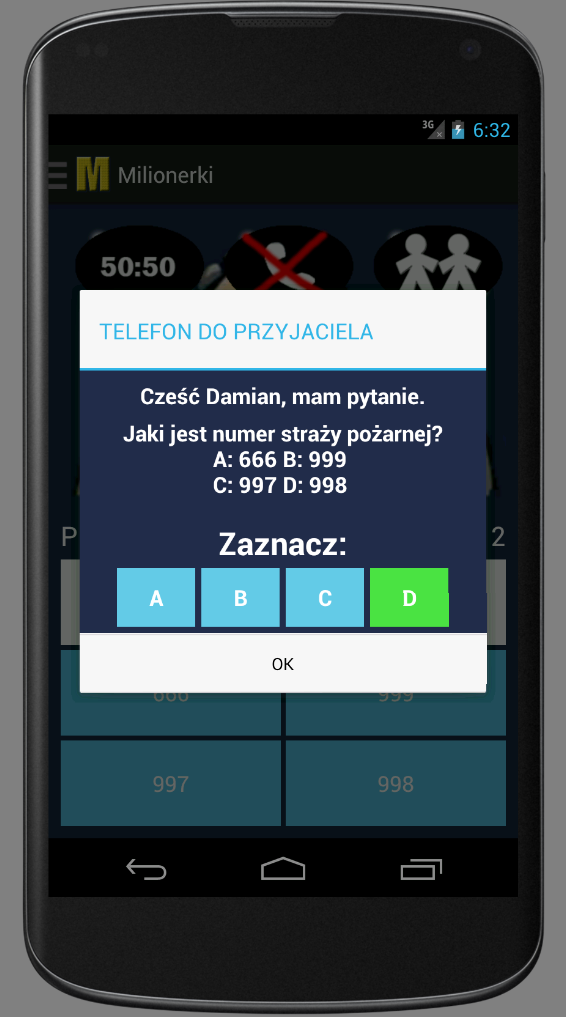 3G 6:32
M Milionerki
50:50
TELEFON DO PRZYJACIELA
Cześć Damian, mam pytanie.
Jaki jest numer straży pożarnej?
A: 666 B: 999
C: 997 D: 998
P 2
Zaznacz:
A B C D
OK
666 999
997 998